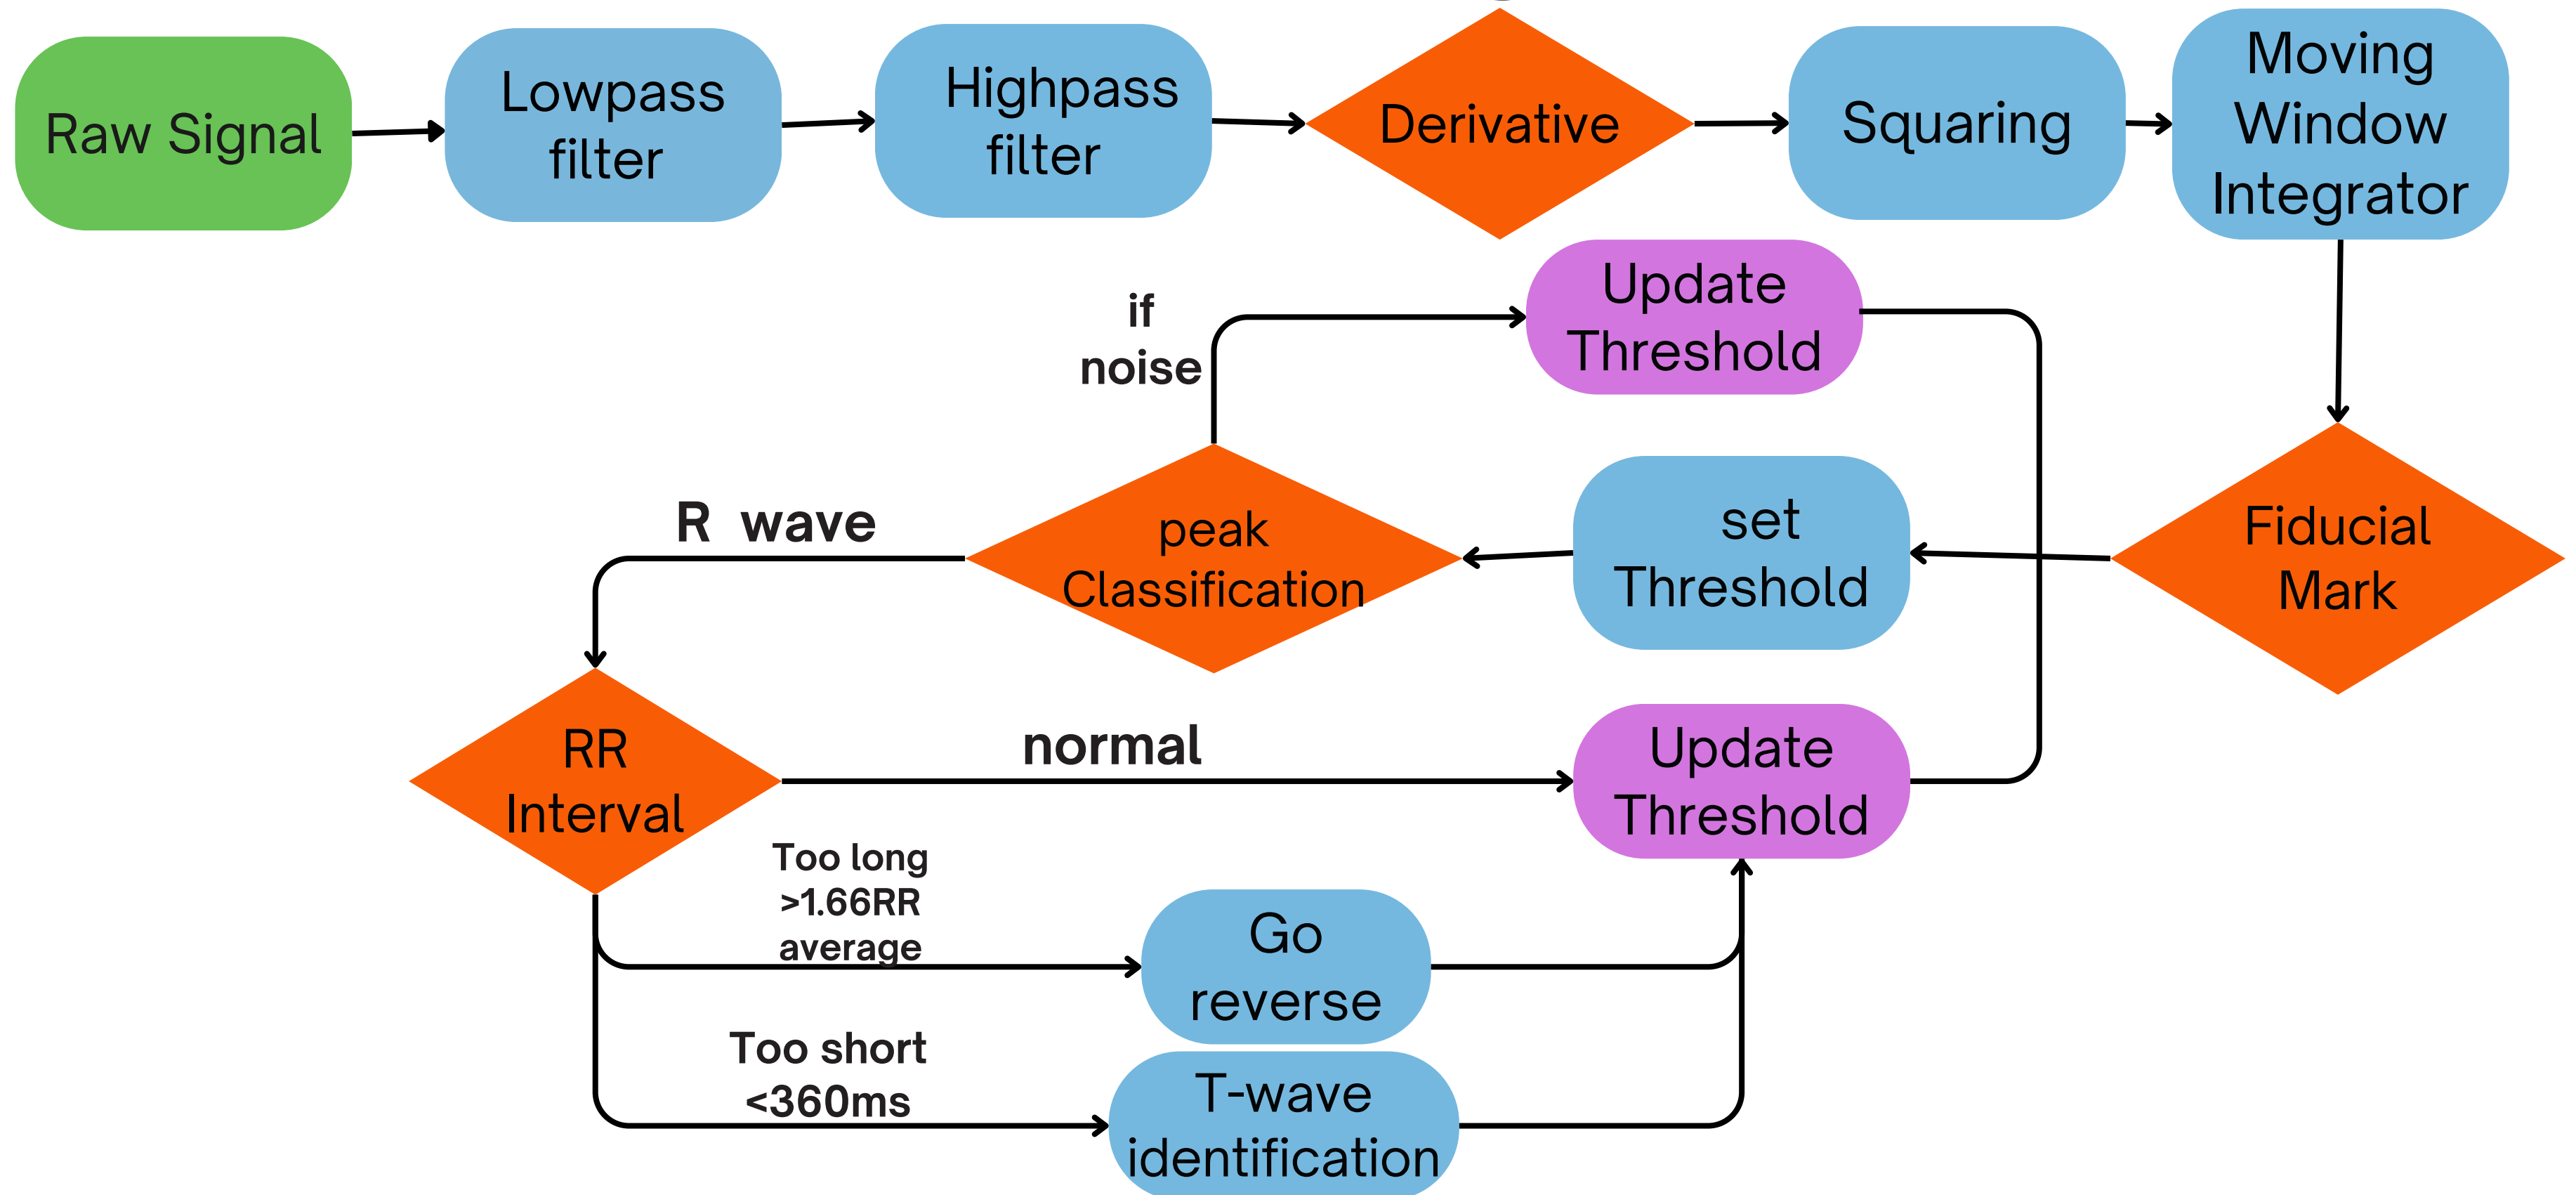 Raw Signal
Lowpass
filter
Highpass
filter
Derivative
Squaring
Moving
Window
Integrator
if
noise
Update
Threshold
R wave
peak
Classification
set
Threshold
Fiducial
Mark
RR
Interval
normal
Update
Threshold
Too long
>1.66RR
average
Go
reverse
Too short
<360ms
T-wave
identification